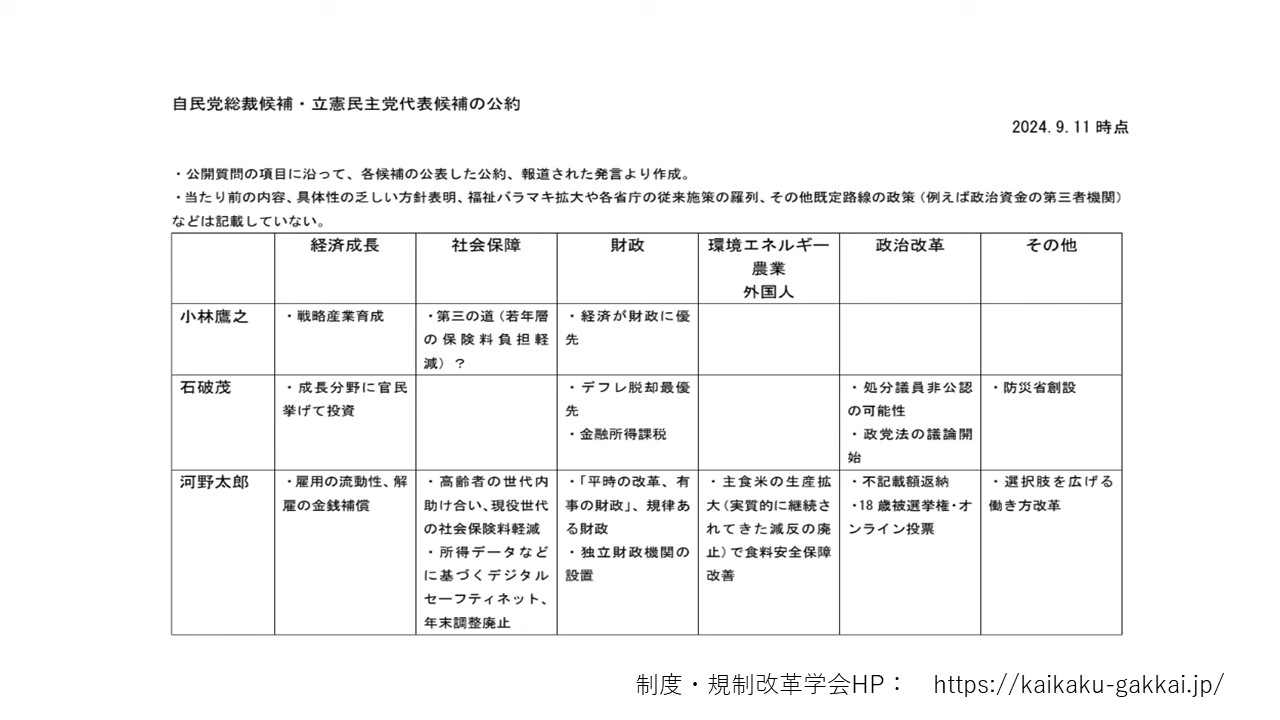 自民党総裁候補・立憲民主党代表候補の公約
2024.9.11 時点
・公開質問の項目に沿って、各候補の公表した公約、報道された発言より作成。
・当たり前の内容、具体性の乏しい方針表明、福祉バラマキ拡大や各省庁の従来施策の羅列、その他既定路線の政策（例えば政治資金の第三者機関）
などは記載していない。
経済成長
社会保障
財政
環境エネルギー
農業
外国人
政治改革
その他
小林鷹之
・戦略産業育成
・第三の道（若年層
の保険料負担軽
減）？
・経済が財政に優
先
石破茂
・成長分野に官民
挙げて投資
・デフレ脱却最優
先
・金融所得課税
・処分議員非公認
の可能性
・政党法の議論開
始
・防災省創設
河野太郎
・雇用の流動性、解
雇の金銭補償
・高齢者の世代内
助け合い、現役世代
の社会保険料軽減
・所得データなど
に基づくデジタル
セーフティネット、
年末調整廃止
・「平時の改革、有
事の財政」、規律あ
る財政
・独立財政機関の
設置
・主食米の生産拡
大（実質的に継続さ
れてきた減反の廃
止）で食料安全保障
改善
・不記載額返納
・18 歳被選挙権・オ
ンライン投票
・選択肢を広げる
働き方改革
制度・規制改革学会HP： https://kaikaku-gakkai.jp/